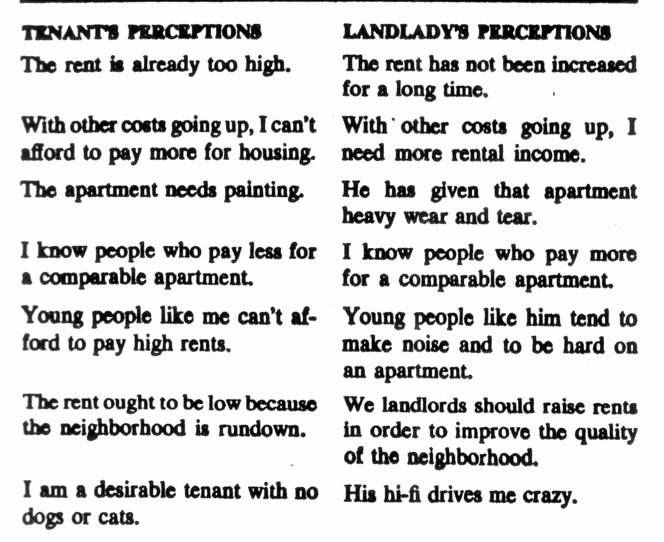 TENANT'S PERCEPTIONS
The rent is already too high.
With other costs going up, I can't
afford to pay more for housing.
The apartment needs painting.
I know people who pay less for
a comparable apartment.
Young people like me can't af-
ford to pay high rents.
The rent ought to be low because
the neighborhood is rundown.
I am a desirable tenant with no
dogs or cats.
LANDLADY'S PERCEPTIONS
The rent has not been increased
for a long time.
With other costs going up, I
need more rental income.
He has given that apartment
heavy wear and tear.
I know people who pay more
for a comparable apartment.
Young people like him tend to
make noise and to be hard on
an apartment.
We landlords should raise rents
in order to improve the quality
of the neighborhood.
His hi-fi drives me crazy.